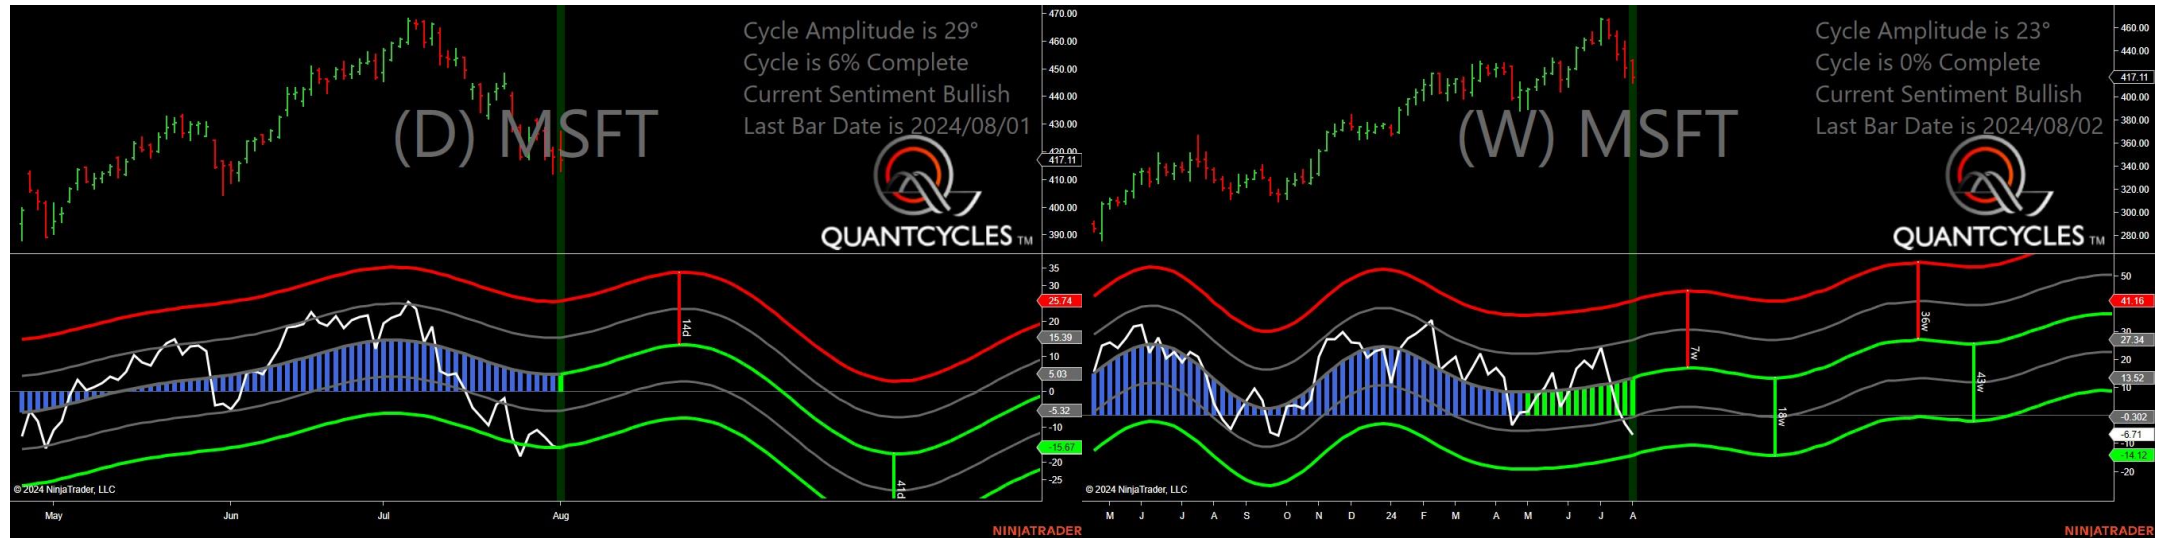 Cycle Amplitude is 29°
Cycle is 6% Complete
Current Sentiment Bullish
Last Bar Date is 2024/08/01
(D) MSFT
QUANTCYCLES TM
470.00
460.00
450.00
440.00
430.00
420.00
417.11
410.00
400.00
390.00
35
30
25.74
20
15.39
10
5.03
0
-5.32
-10
-15.67
-20
-25
14d
41d
© 2024 NinjaTrader, LLC
May Jun Jul Aug
NINJATRADER
Cycle Amplitude is 23°
Cycle is 0% Complete
Current Sentiment Bullish
Last Bar Date is 2024/08/02
(W) MSFT
QUANTCYCLES TM
460.00
440.00
417.11
400.00
380.00
360.00
340.00
320.00
300.00
280.00
50
41.16
30
27.34
20
13.52
10
-0.302
-6.71
-10
-14.12
-20
7w
18w
36w
43w
© 2024 NinjaTrader, LLC
M J J A S O N D 24 F M A M J J A
NINJATRADER